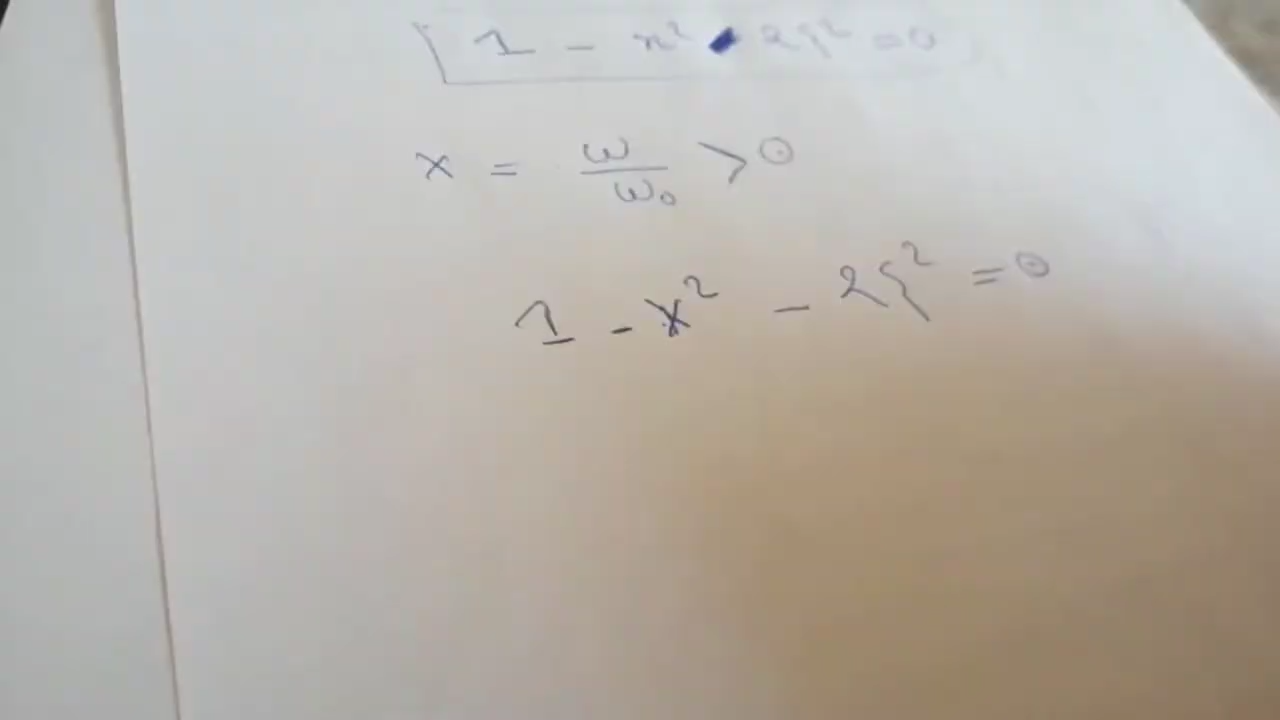 1 - x² - 2ξ² = 0
x = ω/ω₀ > 0
1 - x² - 2ξ² = 0